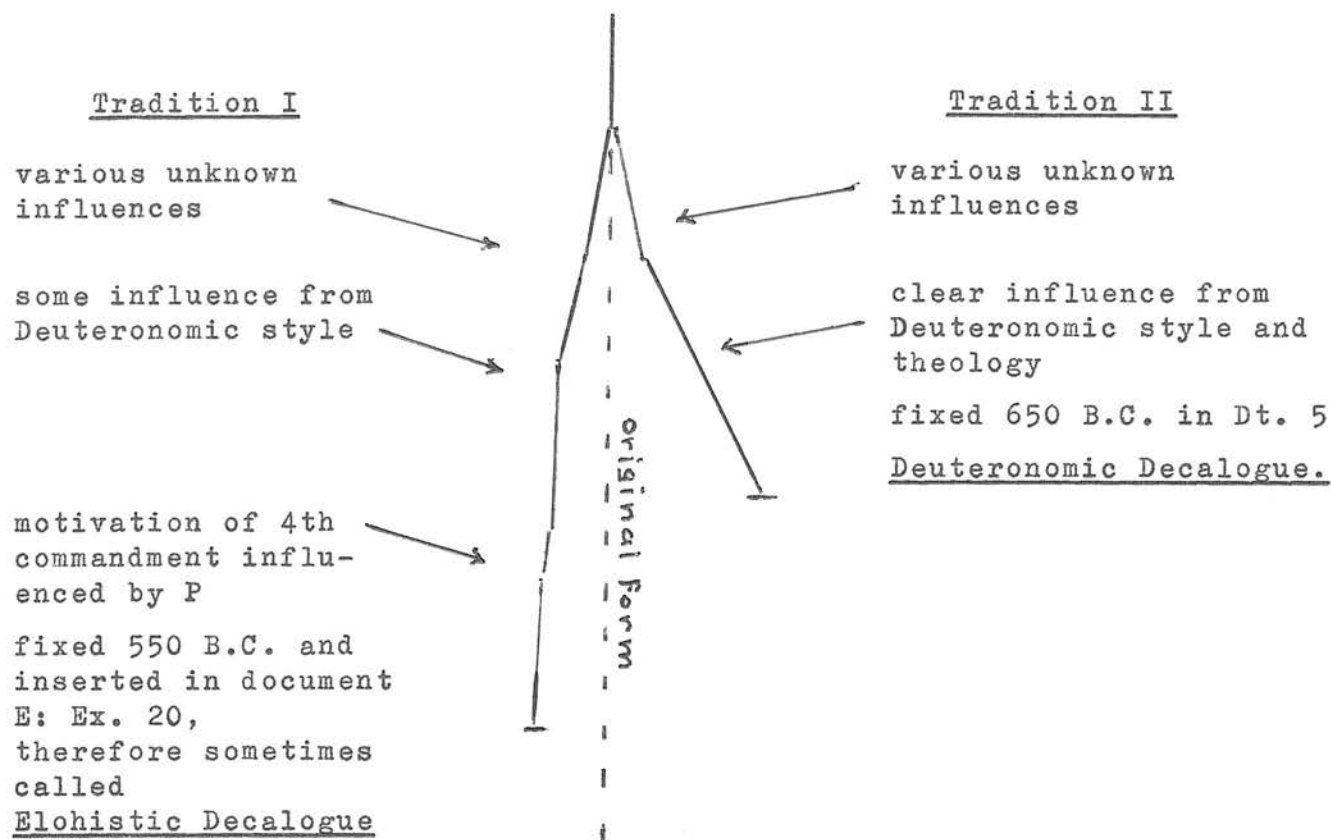 Tradition I
various unknown
influences
some influence from
Deuteronomic style
motivation of 4th
commandment influ-
enced by P
fixed 550 B.C. and
inserted in document
E: Ex. 20,
therefore sometimes
called
Elohistic Decalogue
original form
Tradition II
various unknown
influences
clear influence from
Deuteronomic style and
theology
fixed 650 B.C. in Dt. 5
Deuteronomic Decalogue.